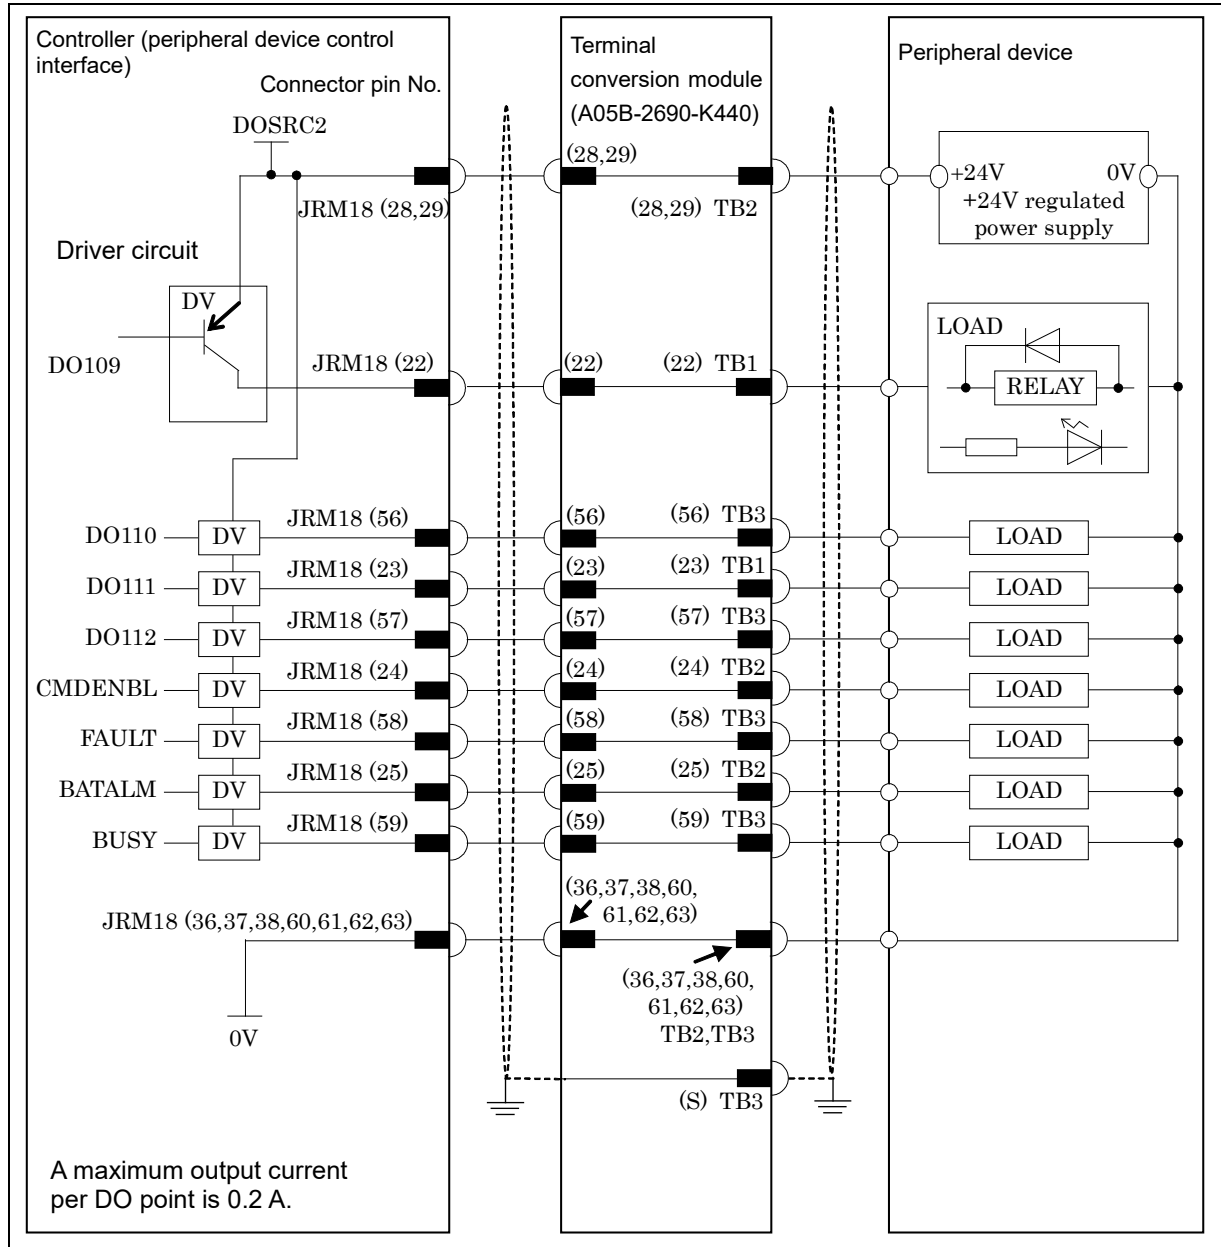 Controller (peripheral device control
interface)
Connector pin No.
DOSRC2
JRM18 (28,29)
Driver circuit
DV
DO109
JRM18 (22)
DO110
DV
JRM18 (56)
DO111
DV
JRM18 (23)
DO112
DV
JRM18 (57)
CMDENBL
DV
JRM18 (24)
FAULT
DV
JRM18 (58)
BATALM
DV
JRM18 (25)
BUSY
DV
JRM18 (59)
JRM18 (36,37,38,60,61,62,63)
0V
A maximum output current
per DO point is 0.2 A.
Terminal
conversion module
(A05B-2690-K440)
(28,29)
(28,29) TB2
(22)
(22) TB1
(56)
(56) TB3
(23)
(23) TB1
(57)
(57) TB3
(24)
(24) TB2
(58)
(58) TB3
(25)
(25) TB2
(59)
(59) TB3
(36,37,38,60,
61,62,63)
(36,37,38,60,
61,62,63)
TB2,TB3
(S) TB3
Peripheral device
+24V
0V
+24V regulated
power supply
LOAD
RELAY
LOAD
LOAD
LOAD
LOAD
LOAD
LOAD
LOAD